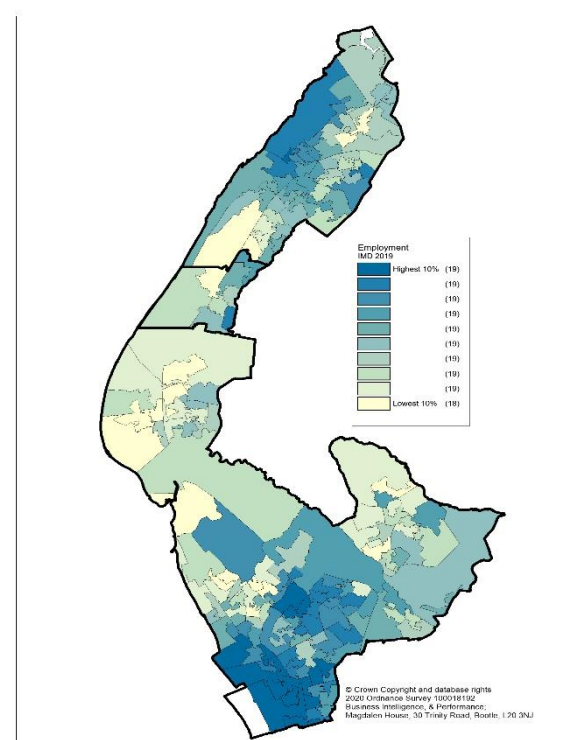 Employment
IMD 2019
Highest 10% (19)
(19)
(19)
(19)
(19)
(19)
(19)
(19)
(19)
Lowest 10% (18)
© Crown Copyright and database rights
2020 Ordnance Survey 100018192
Business Intelligence, & Performance;
Magdalen House, 30 Trinity Road, Bootle, L20 3NJ